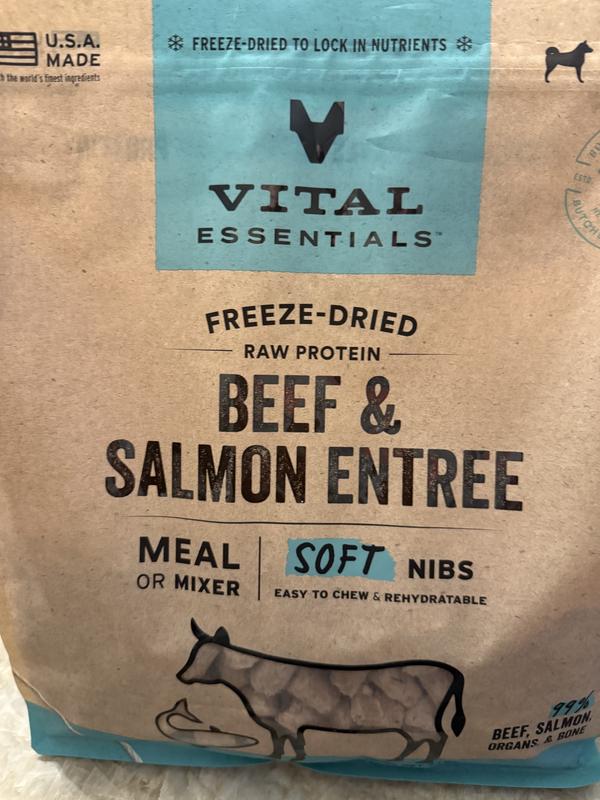 U.S.A.
MADE
the world's finest ingredients
FREEZE-DRIED TO LOCK IN NUTRIENTS
VITAL
ESSENTIALS™
FREEZE-DRIED
RAW PROTEIN
BEEF &
SALMON ENTREE
MEAL
OR MIXER
SOFT NIBS
EASY TO CHEW & REHYDRATABLE
99%
BEEF, SALMON,
ORGANS, & BONE